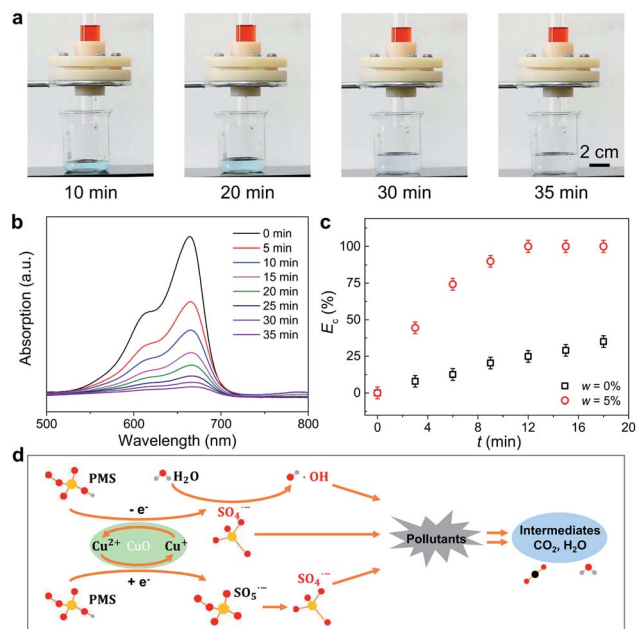 a
10 min
20 min
30 min
35 min
2 cm
b
Absorption (a.u.)
0 min
5 min
10 min
15 min
20 min
25 min
30 min
35 min
500
600
700
800
Wavelength (nm)
c
E_c (%)
100
75
50
25
0
w = 0%
w = 5%
0
4
8
12
16
20
t (min)
d
PMS
H₂O
· OH
- e⁻
SO₄˙⁻
Cu²⁺ CuO Cu⁺
+ e⁻
PMS
SO₅˙⁻
SO₄˙⁻
Pollutants
Intermediates
CO₂, H₂O